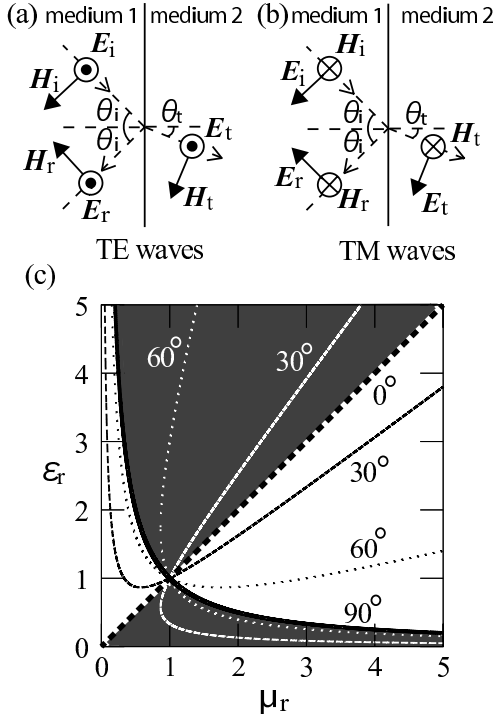 (a) medium 1 medium 2
E_i
H_i
θ_i
θ_i
θ_t
E_t
H_r
E_r
H_t
TE waves
(b) medium 1 medium 2
H_i
E_i
θ_i
θ_i
θ_t
H_t
E_r
H_r
E_t
TM waves
(c)
5
4
3
2
1
0
ε_r
60°
30°
0°
30°
60°
90°
0 1 2 3 4 5
μ_r